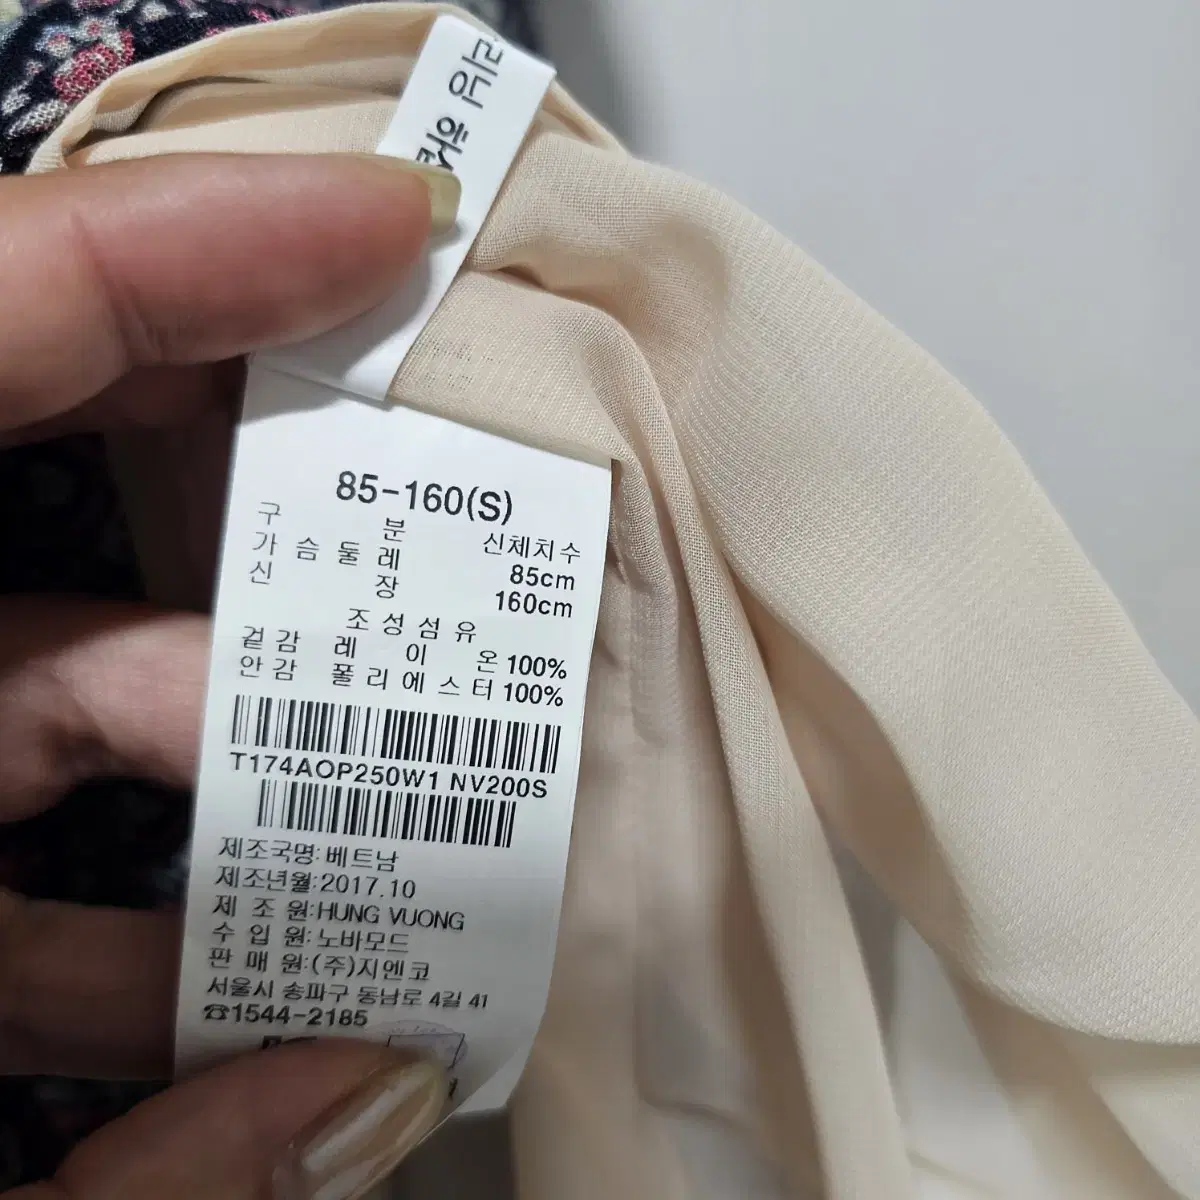 85-160(S)
구 분 신체치수
가 슴 둘 레 85cm
신 장 160cm
조 성 섬 유
겉감 레 이 온 100%
안감 폴 리 에 스 터 100%
T174AOP250W1 NV200S
제조국명:베트남
제조년월:2017.10
제 조 원:HUNG VUONG
수 입 원:노바모드
판 매 원:(주)지엔코
서울시 송파구 동남로 4길 41
☎1544-2185